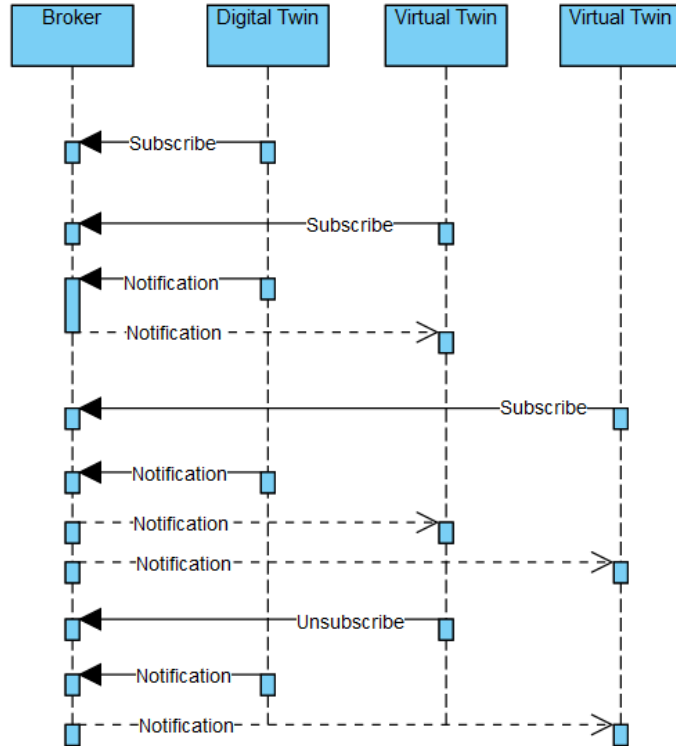 Broker
Digital Twin
Virtual Twin
Virtual Twin
Subscribe
Subscribe
Notification
Notification
Subscribe
Notification
Notification
Notification
Unsubscribe
Notification
Notification